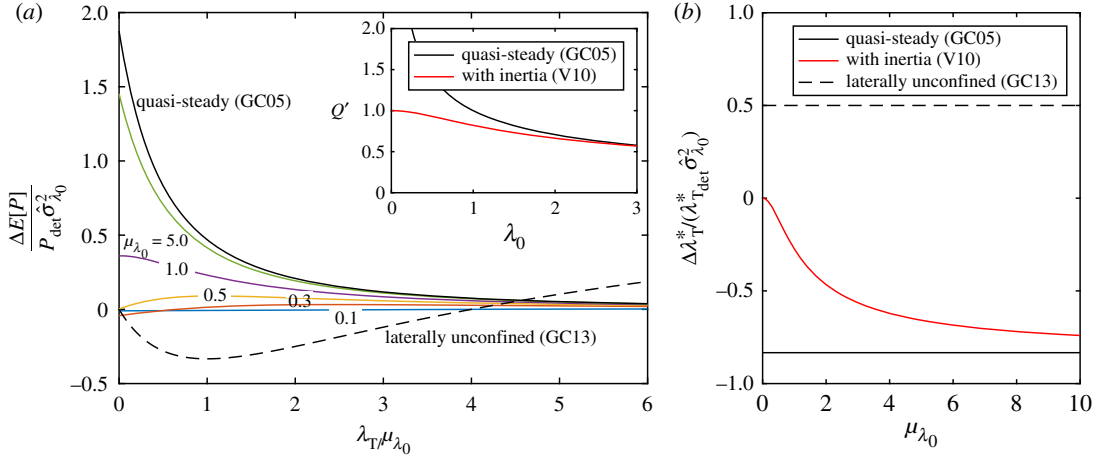 (a)
2.0
1.5
1.0
0.5
0
−0.5
ΔE[P]
P_det σ̂²_λ₀
quasi-steady (GC05)
μ_λ₀ = 5.0
1.0
0.5
0.3
0.1
laterally unconfined (GC13)
0 1 2 3 4 5 6
λ_T/μ_λ₀
2.0
1.5
Q′ 1.0
0.5
0
quasi-steady (GC05)
with inertia (V10)
0 1 2 3
λ₀
(b)
1.0
0.5
0
−0.5
−1.0
Δλ*_T/(λ*_T_det σ̂²_λ₀)
quasi-steady (GC05)
with inertia (V10)
laterally unconfined (GC13)
0 2 4 6 8 10
μ_λ₀